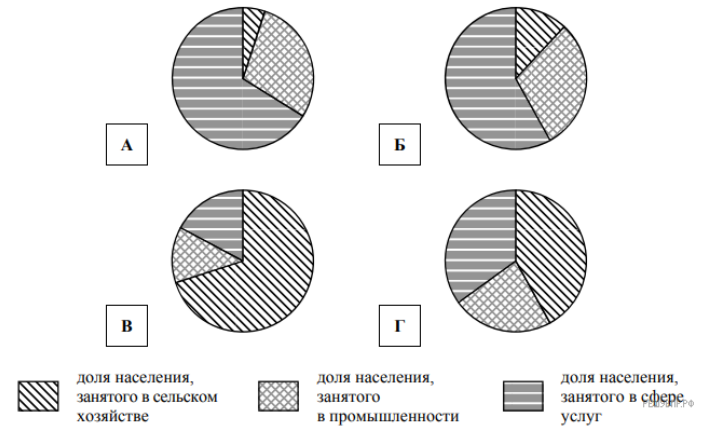 А
Б
В
Г
доля населения,
занятого в сельском
хозяйстве
доля населения,
занятого
в промышленности
доля населения,
занятого в сфере
услуг